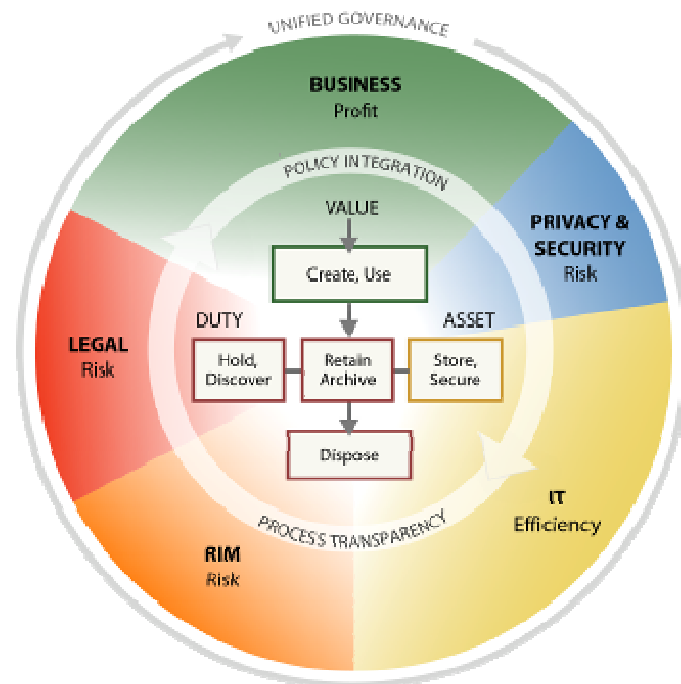 UNIFIED GOVERNANCE
BUSINESS
Profit
POLICY INTEGRATION
VALUE
PRIVACY &
SECURITY
Risk
Create, Use
DUTY
ASSET
LEGAL
Risk
Hold,
Discover
Retain
Archive
Store,
Secure
Dispose
IT
Efficiency
PROCESS TRANSPARENCY
RIM
Risk